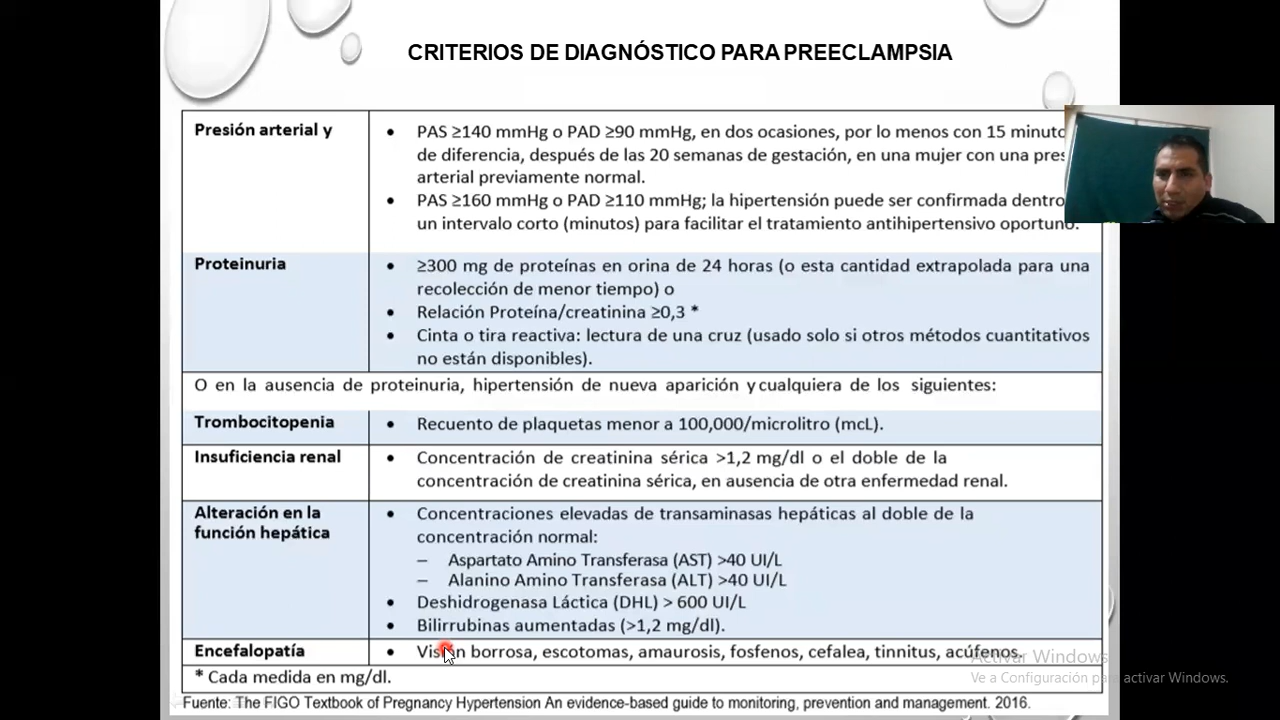 CRITERIOS DE DIAGNÓSTICO PARA PREECLAMPSIA
Presión arterial y
• PAS ≥140 mmHg o PAD ≥90 mmHg, en dos ocasiones, por lo menos con 15
de diferencia, después de las 20 semanas de gestación, en una mujer con una
arterial previamente normal.
• PAS ≥160 mmHg o PAD ≥110 mmHg; la hipertensión puede ser confirmada dentro
un intervalo corto (minutos) para facilitar el tratamiento antihipertensivo oportuno.
Proteinuria
• ≥300 mg de proteínas en orina de 24 horas (o esta cantidad extrapolada para una
recolección de menor tiempo) o
• Relación Proteína/creatinina ≥0,3 *
• Cinta o tira reactiva: lectura de una cruz (usado solo si otros métodos cuantitativos
no están disponibles).
O en la ausencia de proteinuria, hipertensión de nueva aparición y cualquiera de los siguientes:
Trombocitopenia
• Recuento de plaquetas menor a 100,000/microlitro (mcL).
Insuficiencia renal
• Concentración de creatinina sérica >1,2 mg/dl o el doble de la
concentración de creatinina sérica, en ausencia de otra enfermedad renal.
Alteración en la
función hepática
• Concentraciones elevadas de transaminasas hepáticas al doble de la
concentración normal:
– Aspartato Amino Transferasa (AST) >40 UI/L
– Alanino Amino Transferasa (ALT) >40 UI/L
• Deshidrogenasa Láctica (DHL) > 600 UI/L
• Bilirrubinas aumentadas (>1,2 mg/dl).
Encefalopatía
• Visión borrosa, escotomas, amaurosis, fosfenos, cefalea, tinnitus, acúfenos.
* Cada medida en mg/dl.
Fuente: The FIGO Textbook of Pregnancy Hypertension An evidence-based guide to monitoring, prevention and management. 2016.
Activar Windows
Ve a Configuración para activar Windows.